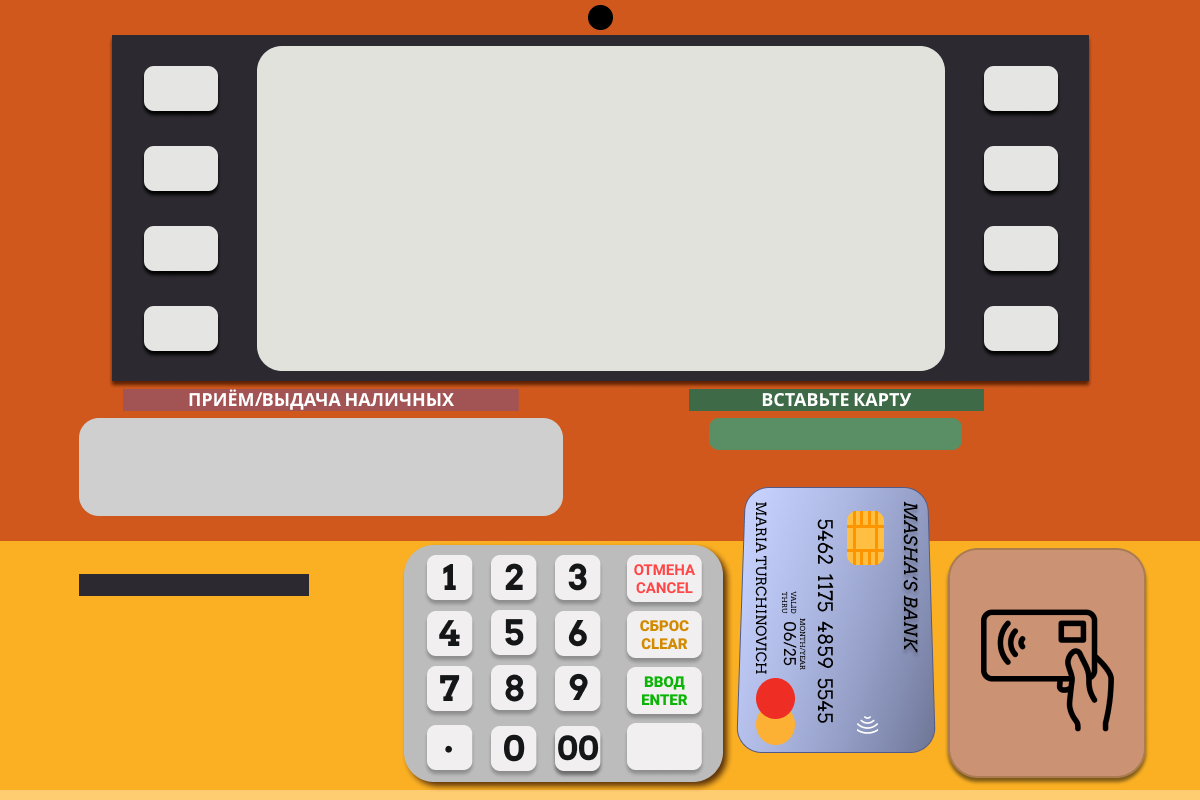 ПРИЁМ/ВЫДАЧА НАЛИЧНЫХ
ВСТАВЬТЕ КАРТУ
1 2 3 ОТМЕНА
CANCEL
4 5 6 СБРОС
CLEAR
7 8 9 ВВОД
ENTER
. 0 00
MASHA'S BANK
5462 1175 4859 5545
MONTH/YEAR
VALID
THRU
06/25
MARIA TURCHINOVICH